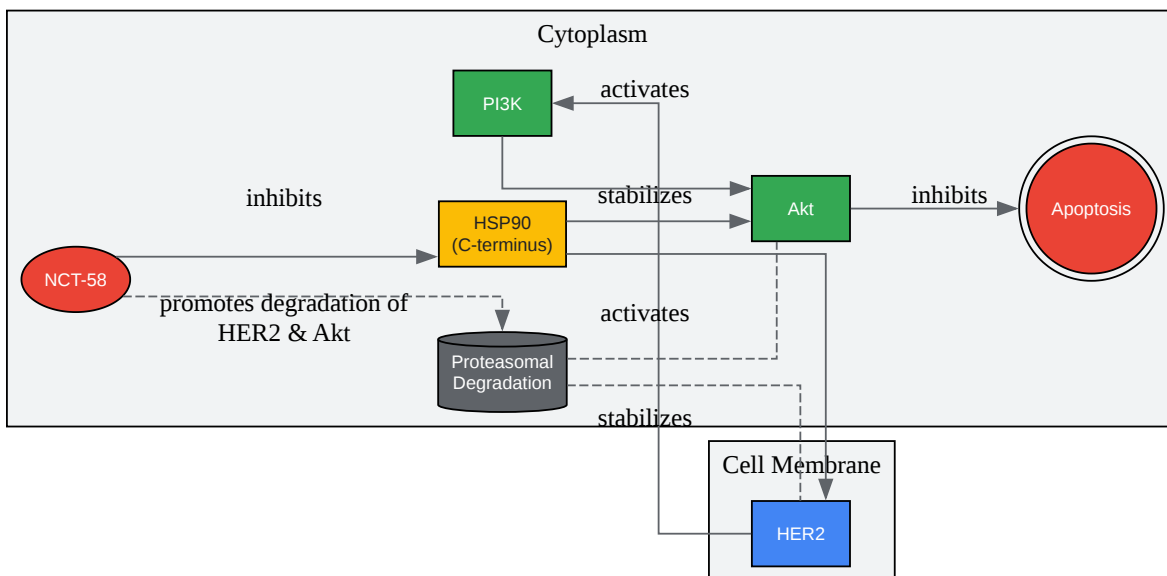 Cytoplasm
activates
PI3K
inhibits
stabilizes
Akt
inhibits
Apoptosis
HSP90
(C-terminus)
NCT-58
promotes degradation of
HER2 & Akt
activates
Proteasomal
Degradation
stabilizes
Cell Membrane
HER2